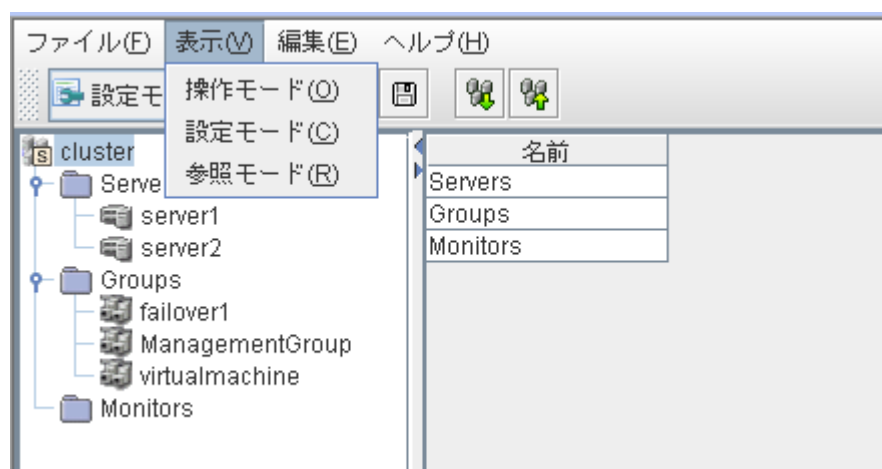 ファイル(F) 表示(V) 編集(E) ヘルプ(H)
設定モ
操作モード(O)
設定モード(C)
参照モード(R)
cluster
Serve
server1
server2
Groups
failover1
ManagementGroup
virtualmachine
Monitors
名前
Servers
Groups
Monitors